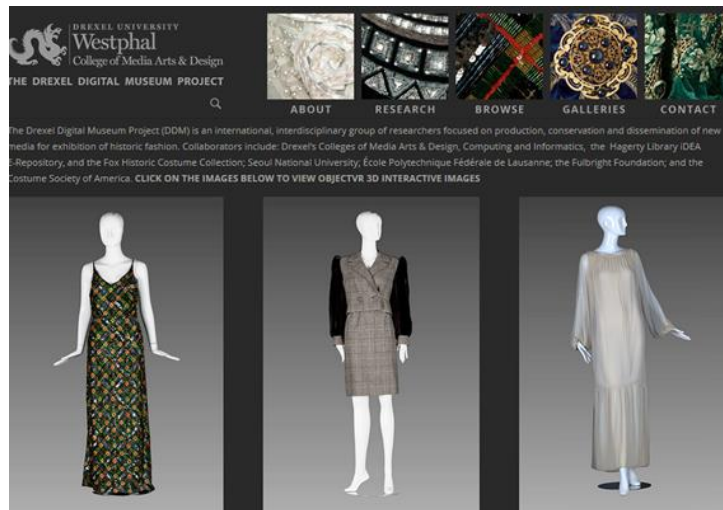 DREXEL UNIVERSITY
Westphal
College of Media Arts & Design
THE DREXEL DIGITAL MUSEUM PROJECT
ABOUT RESEARCH BROWSE GALLERIES CONTACT
The Drexel Digital Museum Project (DDM) is an international, interdisciplinary group of researchers focused on production, conservation and dissemination of new
media for exhibition of historic fashion. Collaborators include: Drexel's Colleges of Media Arts & Design, Computing and Informatics, the Hagerty Library iDEA
E-Repository, and the Fox Historic Costume Collection; Seoul National University; École Polytechnique Fédérale de Lausanne; the Fulbright Foundation; and the
Costume Society of America. CLICK ON THE IMAGES BELOW TO VIEW OBJECTVR 3D INTERACTIVE IMAGES